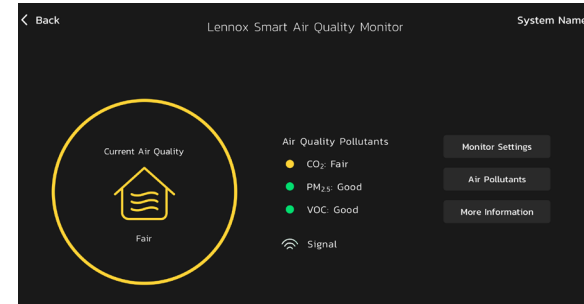 Back
Lennox Smart Air Quality Monitor
System Name
Current Air Quality
Fair
Air Quality Pollutants
CO₂: Fair
PM₂.₅: Good
VOC: Good
Signal
Monitor Settings
Air Pollutants
More Information